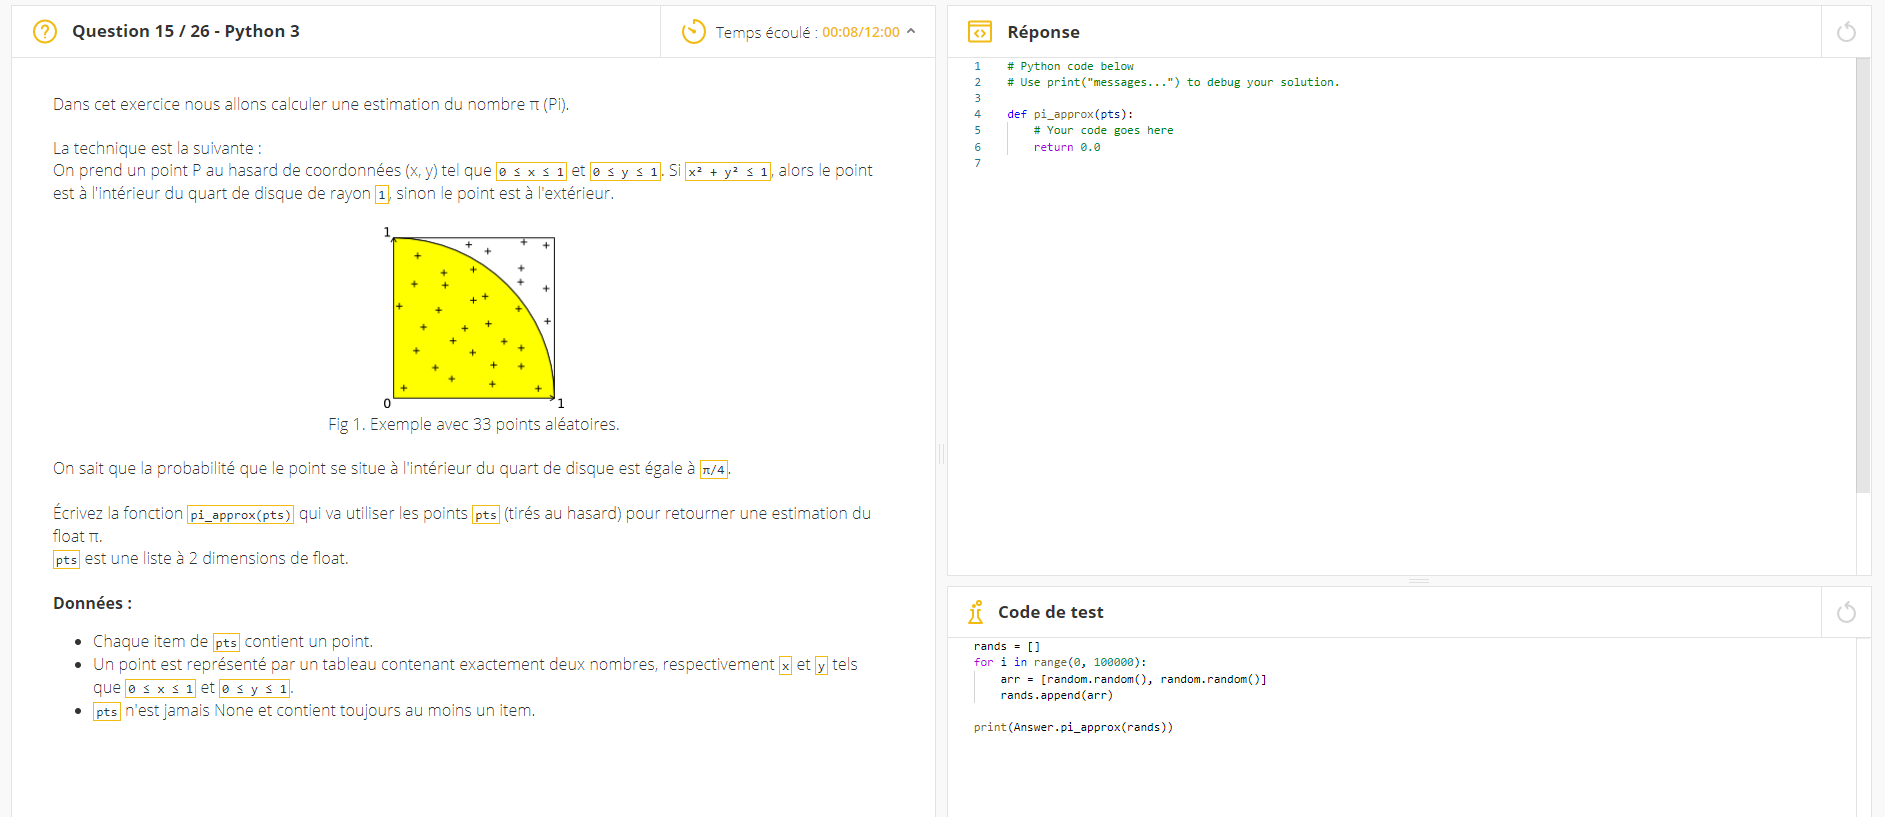 Question 15 / 26 - Python 3
Temps écoulé : 00:08/12:00
Dans cet exercice nous allons calculer une estimation du nombre π (Pi).
La technique est la suivante :
On prend un point P au hasard de coordonnées (x, y) tel que 0 ≤ x ≤ 1 et 0 ≤ y ≤ 1. Si x² + y² ≤ 1, alors le point
est à l'intérieur du quart de disque de rayon 1, sinon le point est à l'extérieur.
1
0
1
Fig 1. Exemple avec 33 points aléatoires.
On sait que la probabilité que le point se situe à l'intérieur du quart de disque est égale à π/4.
Écrivez la fonction pi_approx(pts) qui va utiliser les points pts (tirés au hasard) pour retourner une estimation du
float π.
pts est une liste à 2 dimensions de float.
Données :
• Chaque item de pts contient un point.
• Un point est représenté par un tableau contenant exactement deux nombres, respectivement x et y tels
que 0 ≤ x ≤ 1 et 0 ≤ y ≤ 1.
• pts n'est jamais None et contient toujours au moins un item.
Réponse
1 # Python code below
2 # Use print("messages...") to debug your solution.
3
4 def pi_approx(pts):
5 # Your code goes here
6 return 0.0
7
Code de test
rands = []
for i in range(0, 100000):
arr = [random.random(), random.random()]
rands.append(arr)
print(Answer.pi_approx(rands))